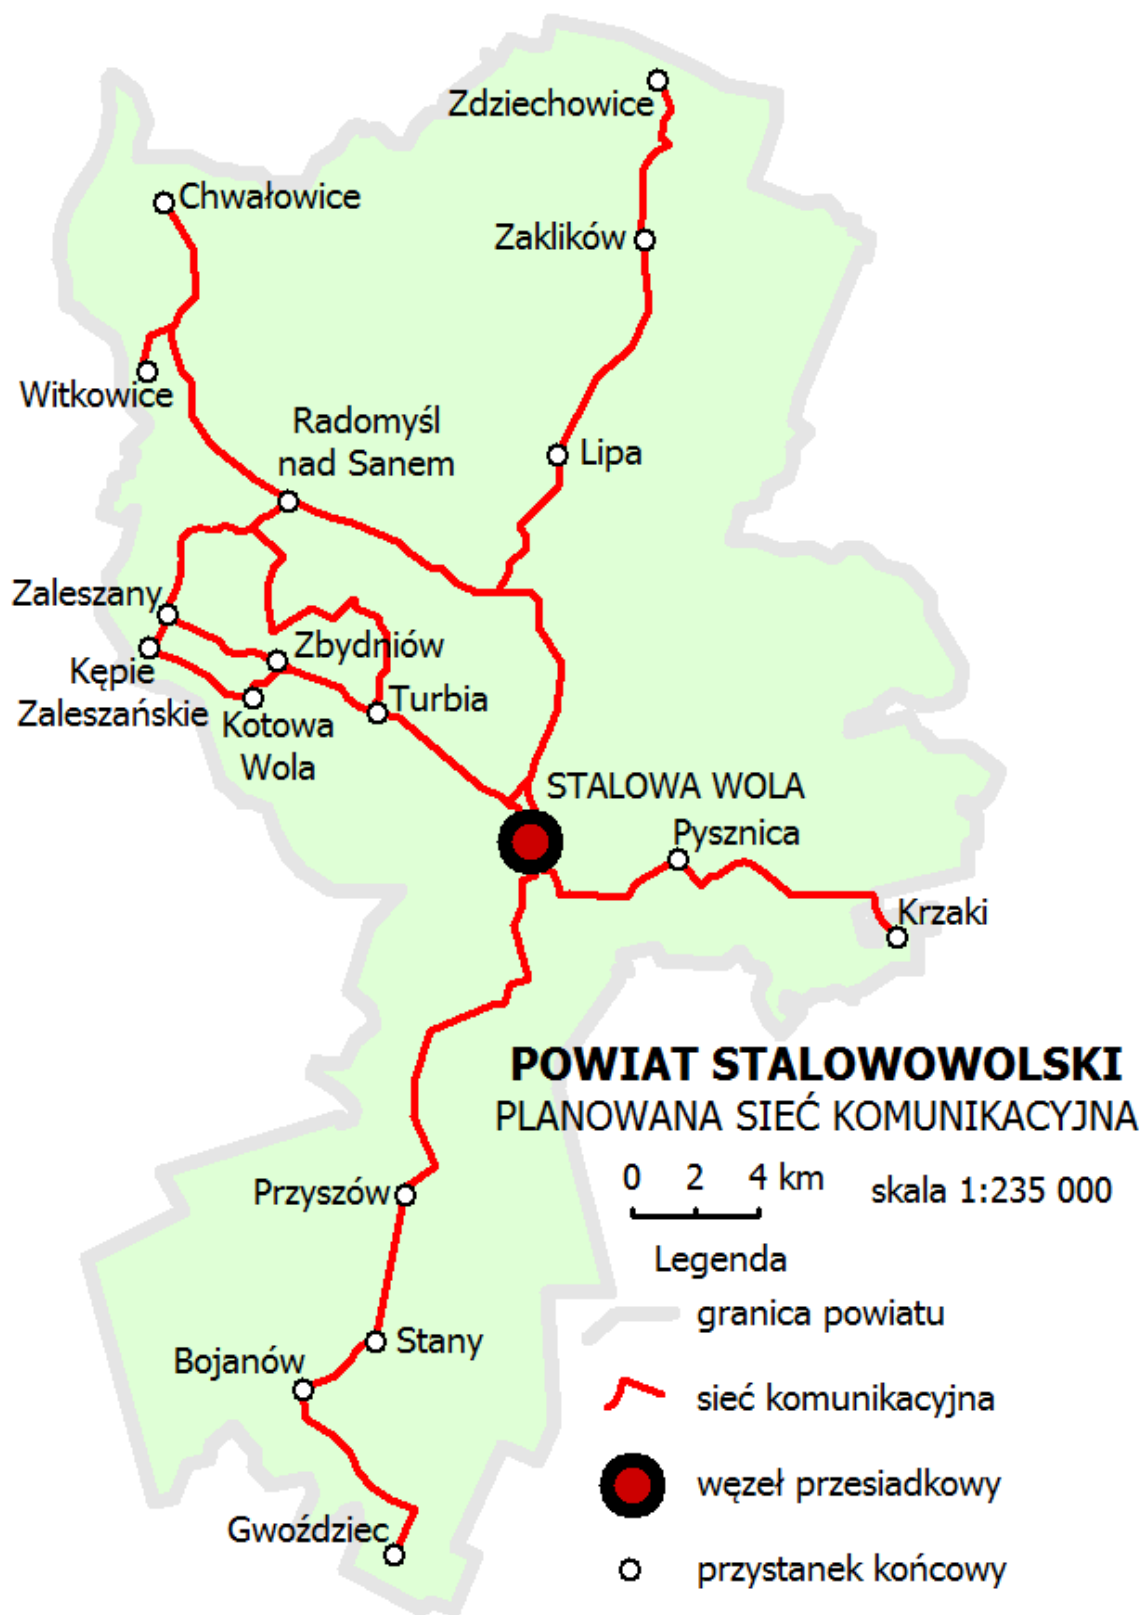 Zdziechowice
Chwałowice
Zaklików
Witkowice
Radomyśl
nad Sanem
Lipa
Zaleszany
Zbydniów
Kępie
Zaleszańskie
Turbia
Kotowa
Wola
STALOWA WOLA
Pysznica
Krzaki
POWIAT STALOWOWOLSKI
PLANOWANA SIEĆ KOMUNIKACYJNA
0 2 4 km skala 1:235 000
Przyszów
Legenda
granica powiatu
Stany
Bojanów
sieć komunikacyjna
węzeł przesiadkowy
Gwoździec
przystanek końcowy